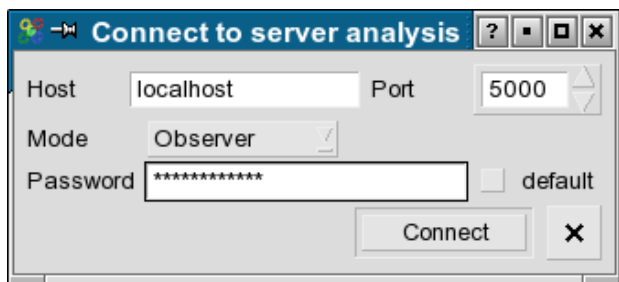 Connect to server analysis ?
Host localhost Port 5000
Mode Observer
Password ************ default
Connect